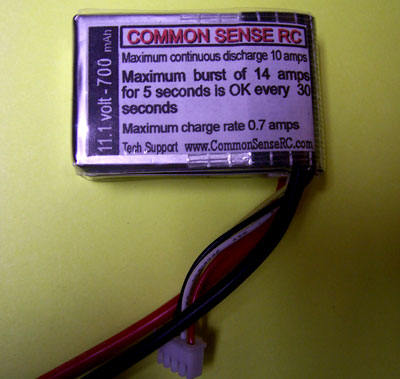 11.1 volt - 700 mAh
COMMON SENSE RC
Maximum continuous discharge 10 amps
Maximum burst of 14 amps
for 5 seconds is OK every 30
seconds
Maximum charge rate 0.7 amps
Tech Support www.CommonSenseRC.com